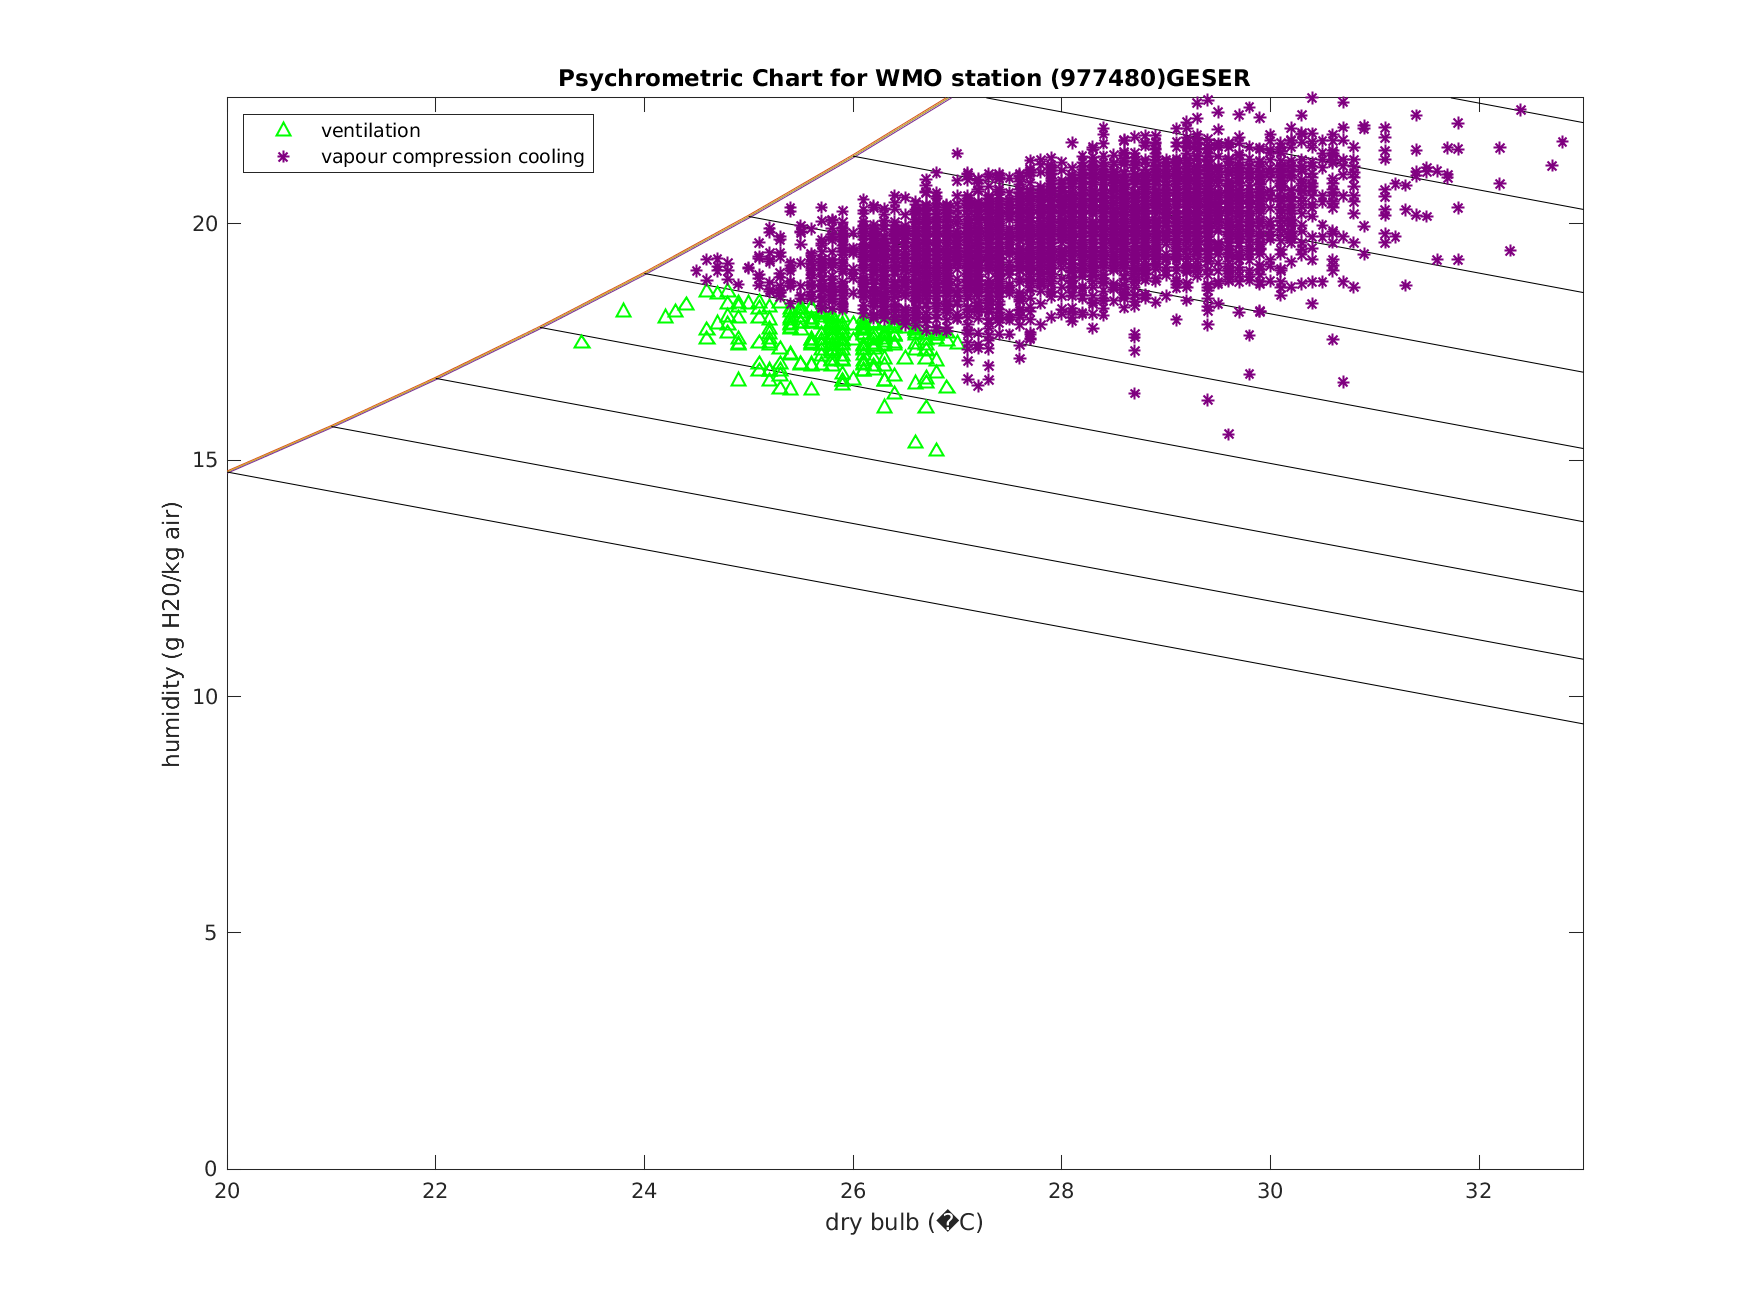 Psychrometric Chart for WMO station (977480)GESER
ventilation
vapour compression cooling
20
15
10
5
0
humidity (g H20/kg air)
20 22 24 26 28 30 32
dry bulb (�C)